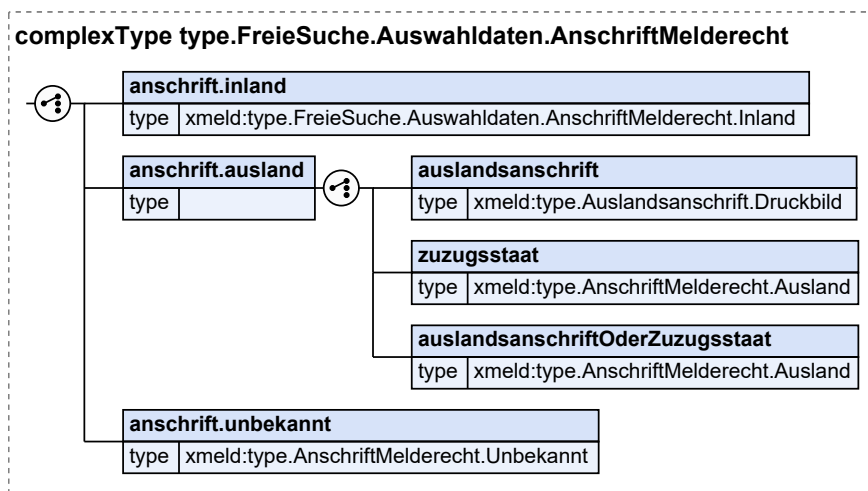 complexType type.FreieSuche.Auswahldaten.AnschriftMelderecht
anschrift.inland
type xmeld:type.FreieSuche.Auswahldaten.AnschriftMelderecht.Inland
anschrift.ausland
type
auslandsanschrift
type xmeld:type.Auslandsanschrift.Druckbild
zuzugsstaat
type xmeld:type.AnschriftMelderecht.Ausland
auslandsanschriftOderZuzugsstaat
type xmeld:type.AnschriftMelderecht.Ausland
anschrift.unbekannt
type xmeld:type.AnschriftMelderecht.Unbekannt